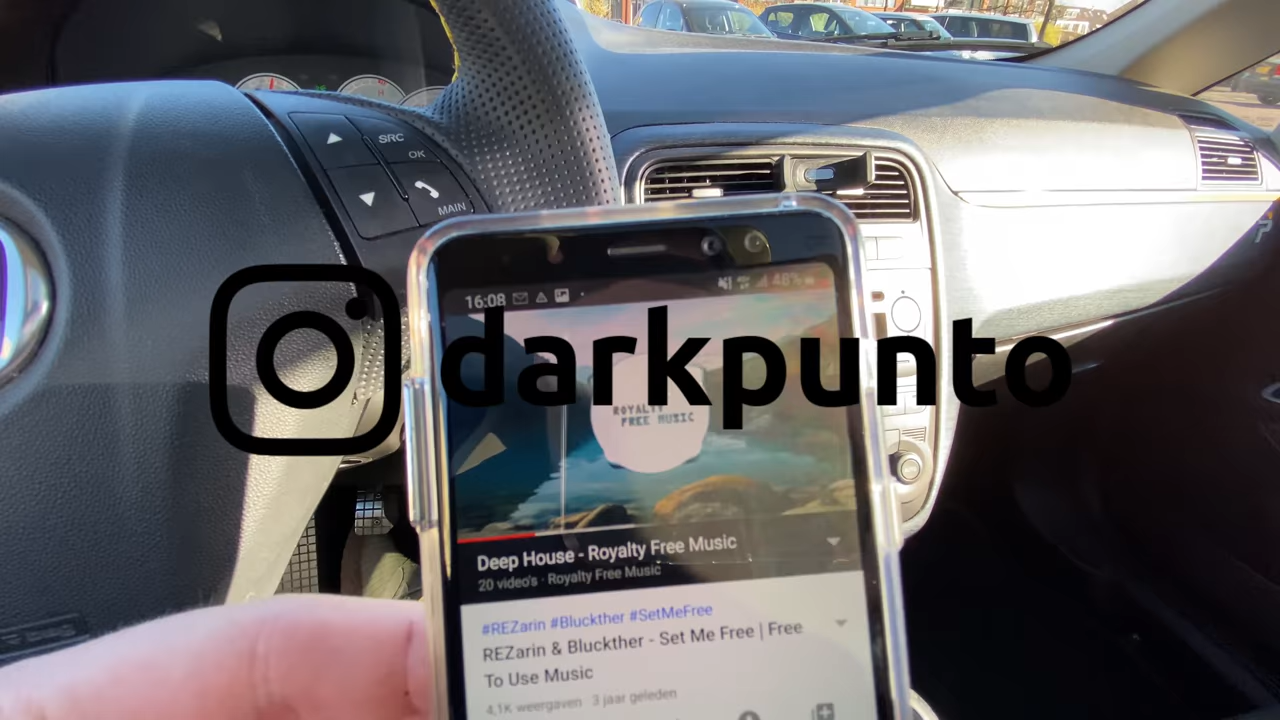 SRC
OK
MAIN
16:08
48%
darkpunto
ROYALTY
FREE MUSIC
Deep House - Royalty Free Music
20 video's · Royalty Free Music
#REZarin #Bluckther #SetMeFree
REZarin & Bluckther - Set Me Free | Free
To Use Music
4,1K weergaven 3 jaar geleden